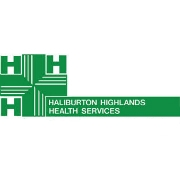 H H
H
HALIBURTON HIGHLANDS
HEALTH SERVICES